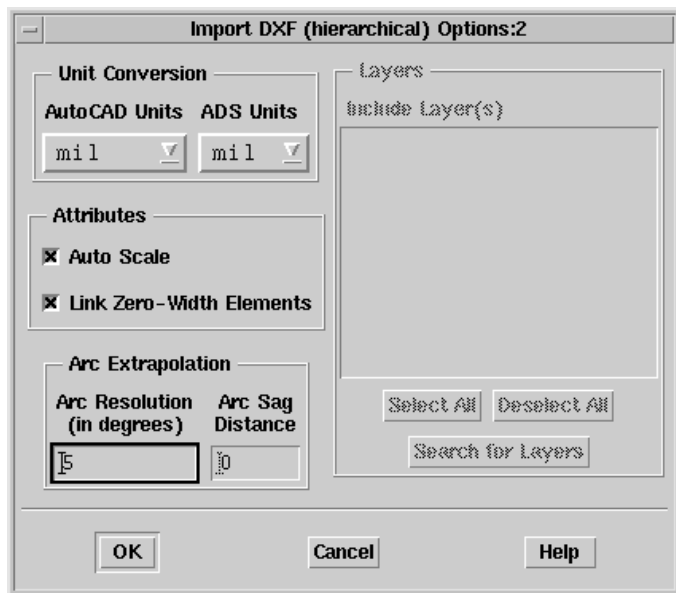 Import DXF (hierarchical) Options:2
Unit Conversion
AutoCAD Units ADS Units
mil mil
Attributes
Auto Scale
Link Zero-Width Elements
Arc Extrapolation
Arc Resolution (in degrees)
Arc Sag Distance
5 0
Layers
Include Layer(s)
Select All Deselect All
Search for Layers
OK Cancel Help